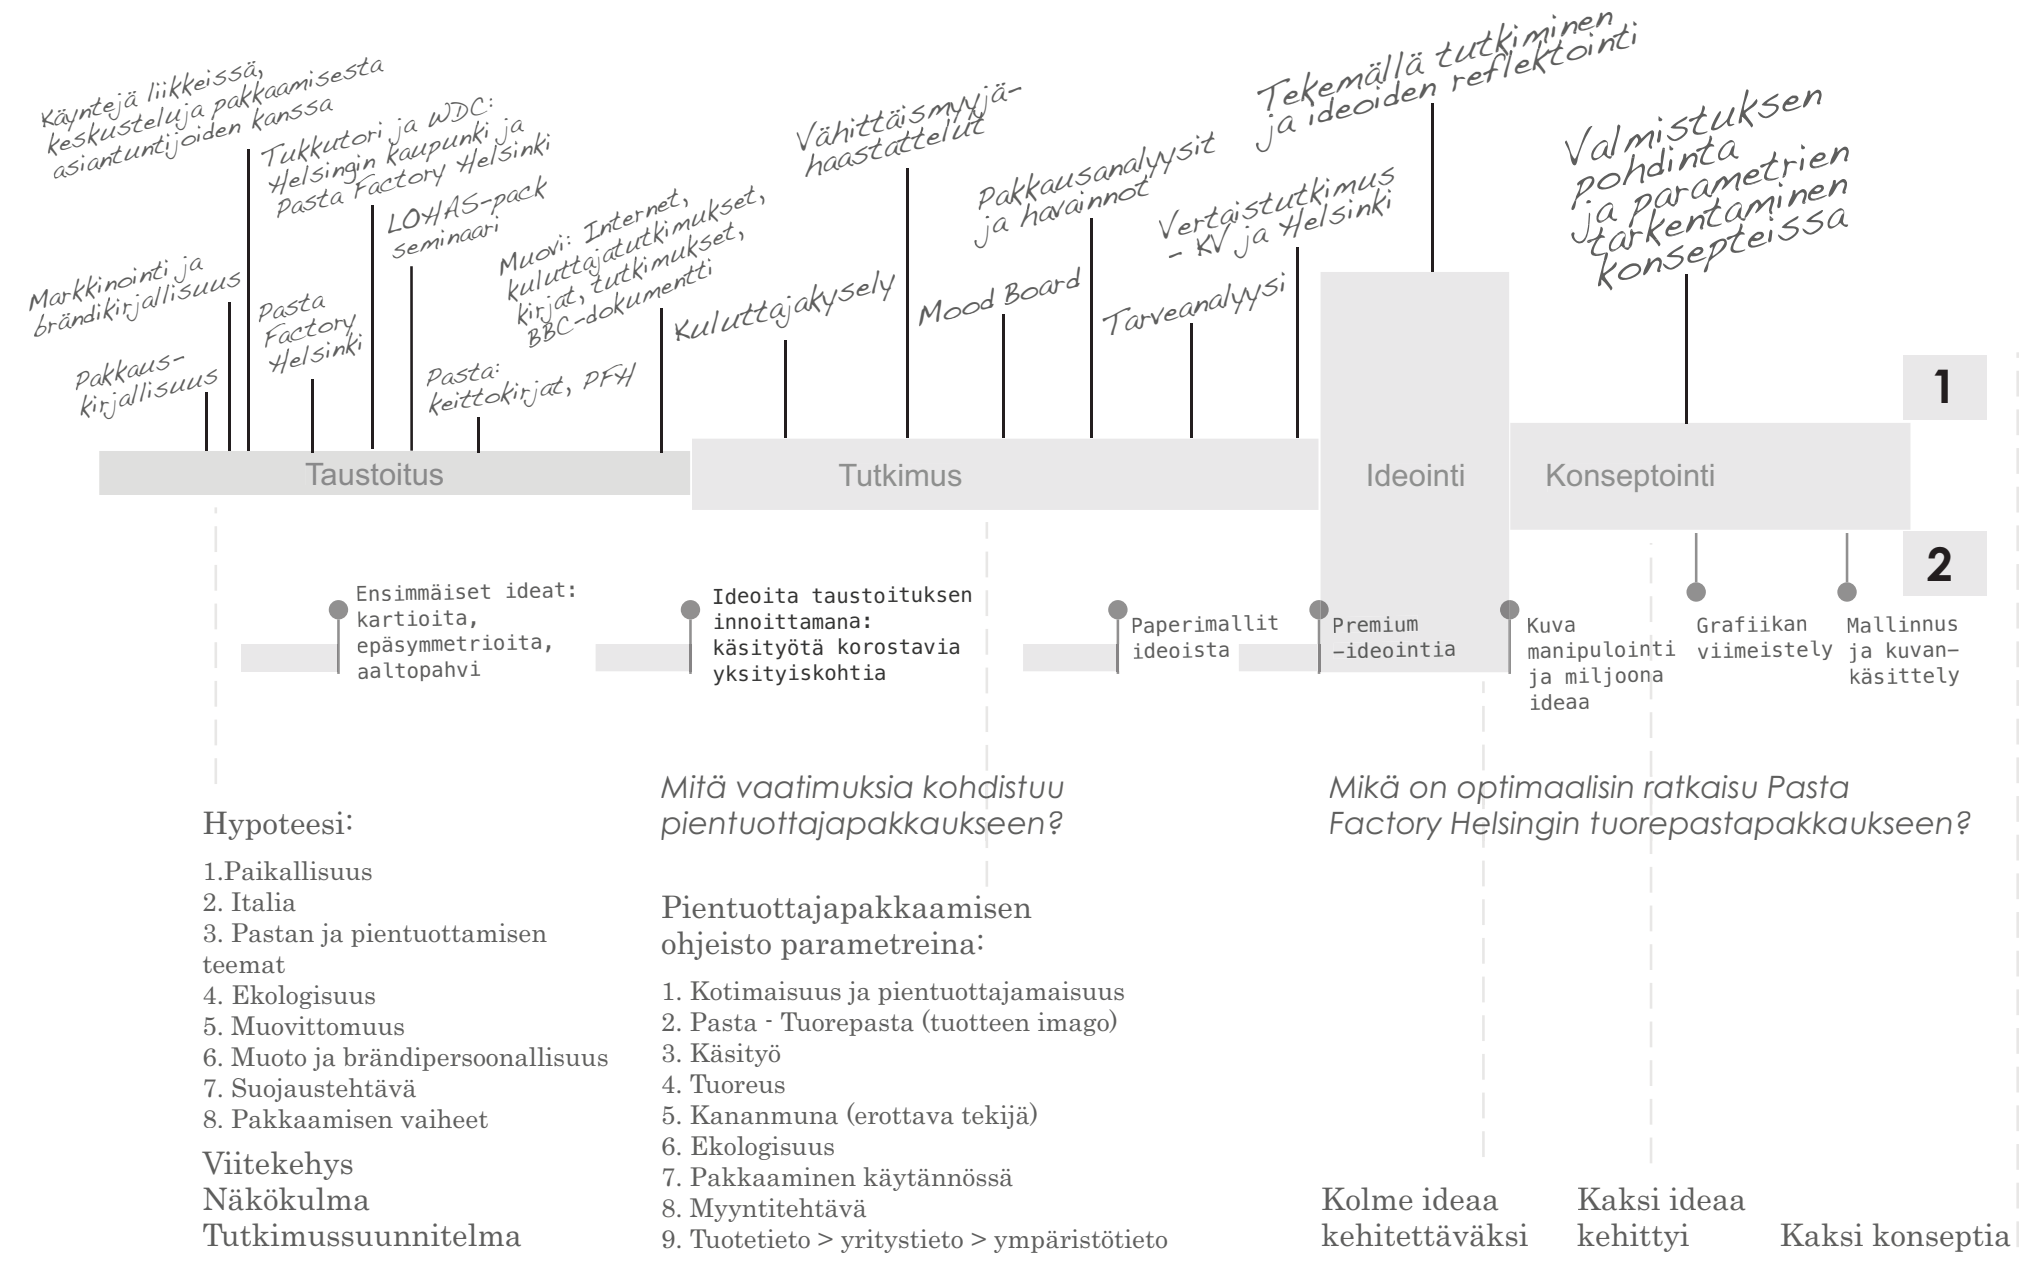 Käyntejä liikkeissä,
keskusteluja pakkaamisesta
asiantuntijoiden kanssa
Tukkutori ja WDC:
Helsingin kaupunki ja
Pasta Factory Helsinki
LOHAS-pack
seminaari
Markkinointi ja
brändikirjallisuus
Pakkaus-
kirjallisuus
Pasta
Factory
Helsinki
Pasta:
keittokirjat, PFH
Muovi: Internet,
kuluttajatutkimukset,
kirjat, tutkimukset,
BBC-dokumentti
Kuluttajakysely
Vähittäismyyjä-
haastattelut
Mood Board
Pakkausanalyysit
ja havainnot
Tarveanalyysi
Vertaistutkimus
- KV ja Helsinki
Tekemällä tutkiminen
ja ideoiden reflektointi
Valmistuksen
pohdinta
ja parametrien
tarkentaminen
konsepteissa
1
Taustoitus
Tutkimus
Ideointi
Konseptointi
2
Ensimmäiset ideat:
kartioita,
epäsymmetrioita,
aaltopahvi
Ideoita taustoituksen
innoittamana:
käsityötä korostavia
yksityiskohtia
Paperimallit
ideoista
Premium
-ideointia
Kuva
manipulointi
ja miljoona
ideaa
Grafiikan
viimeistely
Mallinnus
ja kuvan-
käsittely
Hypoteesi:
1.Paikallisuus
2. Italia
3. Pastan ja pientuottamisen
teemat
4. Ekologisuus
5. Muovittomuus
6. Muoto ja brändipersoonallisuus
7. Suojaustehtävä
8. Pakkaamisen vaiheet
Viitekehys
Näkökulma
Tutkimussuunnitelma
Mitä vaatimuksia kohdistuu
pientuottajapakkaukseen?
Pientuottajapakkaamisen
ohjeisto parametreina:
1. Kotimaisuus ja pientuottajamaisuus
2. Pasta - Tuorepasta (tuotteen imago)
3. Käsityö
4. Tuoreus
5. Kananmuna (erottava tekijä)
6. Ekologisuus
7. Pakkaaminen käytännössä
8. Myyntitehtävä
9. Tuotetieto > yritystieto > ympäristötieto
Mikä on optimaalisin ratkaisu Pasta
Factory Helsingin tuorepastapakkaukseen?
Kolme ideaa
kehitettäväksi
Kaksi ideaa
kehittyi
Kaksi konseptia